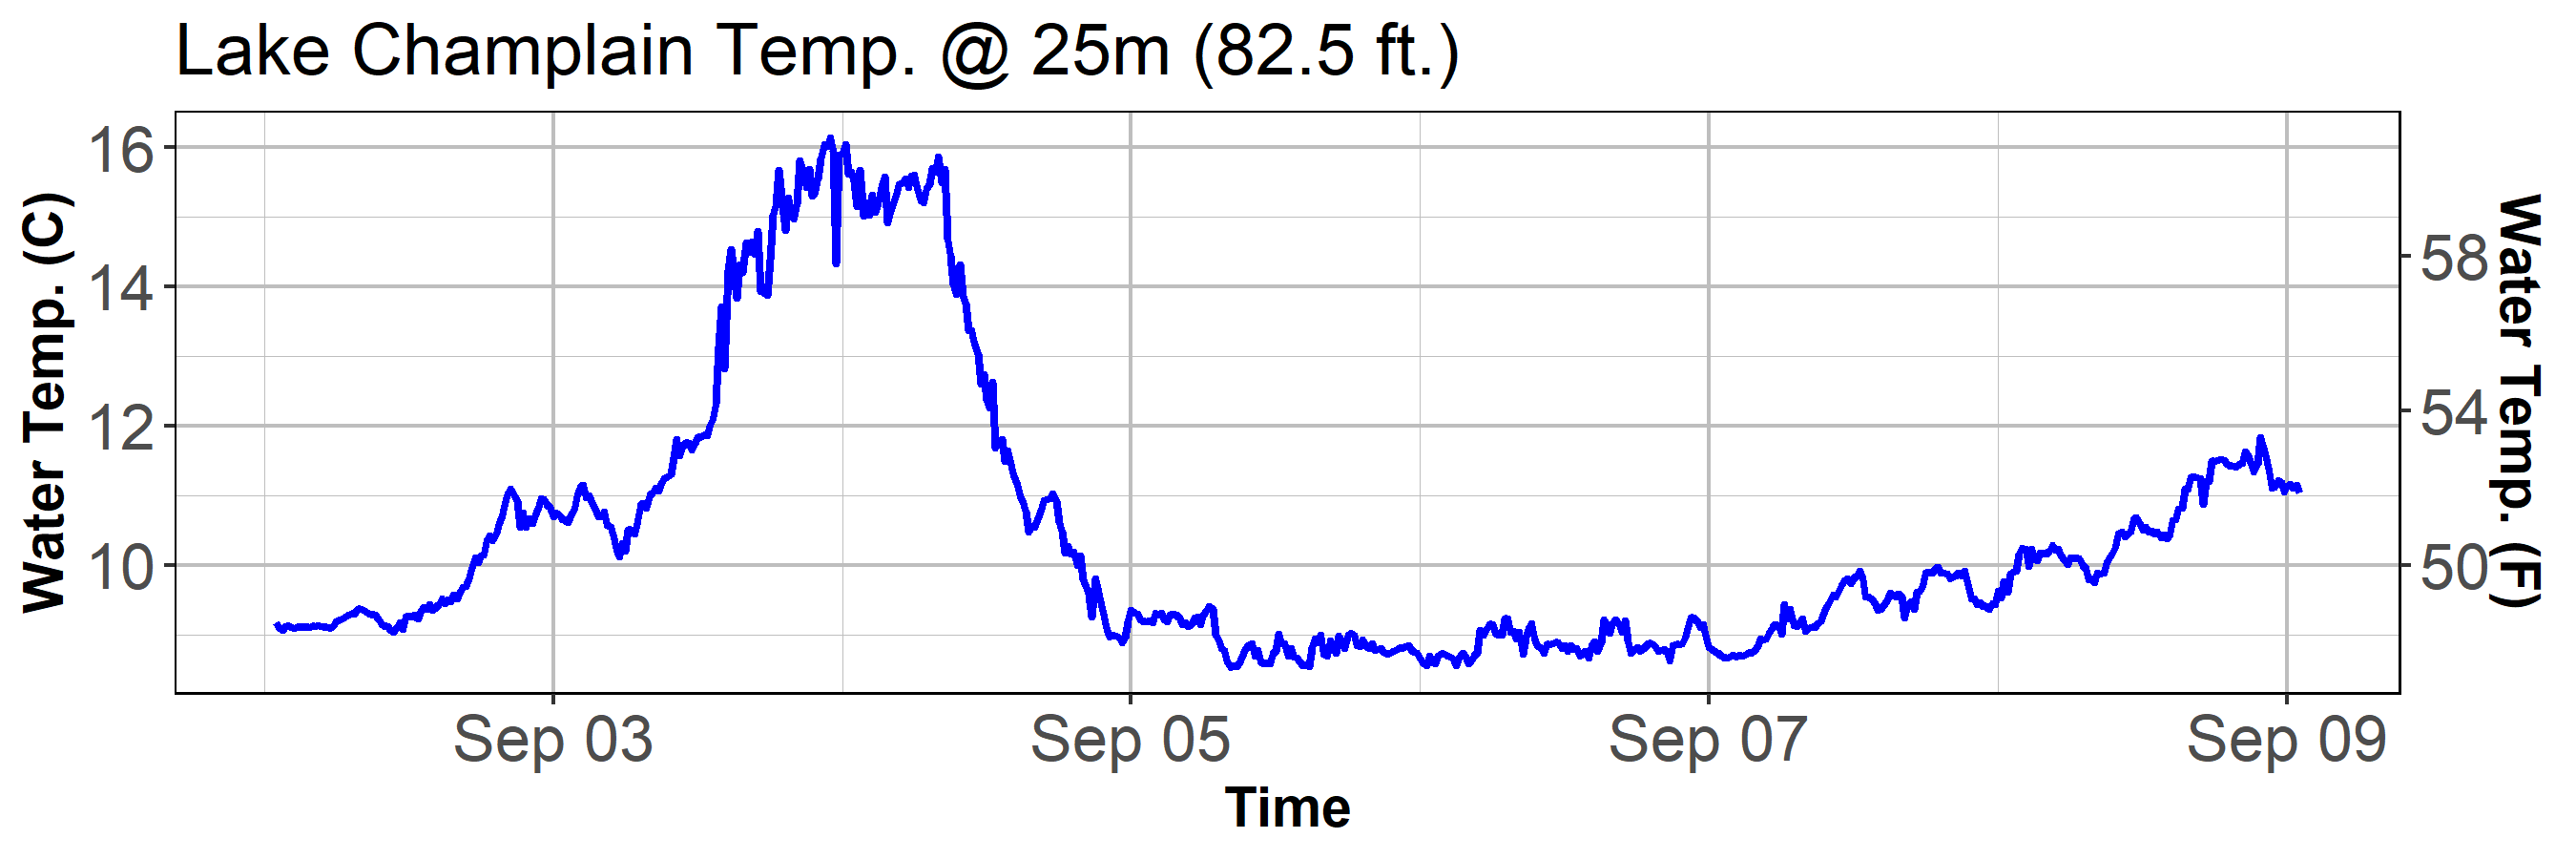 Lake Champlain Temp. @ 25m (82.5 ft.)
Water Temp. (C)
16
14
12
10
58
54
50
Water Temp. (F)
Sep 03
Sep 05
Sep 07
Sep 09
Time